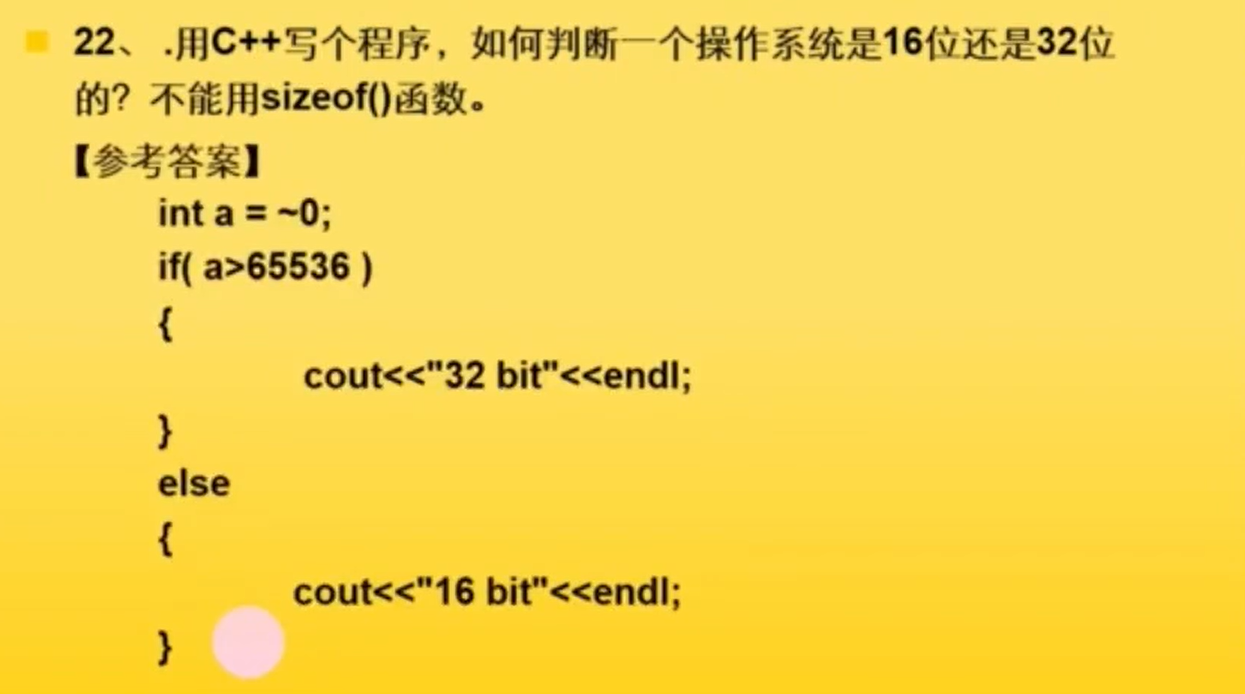 22、 .用C++写个程序，如何判断一个操作系统是16位还是32位
的？不能用sizeof()函数。
【参考答案】
int a = ~0;
if( a>65536 )
{
cout<<"32 bit"<<endl;
}
else
{
cout<<"16 bit"<<endl;
}